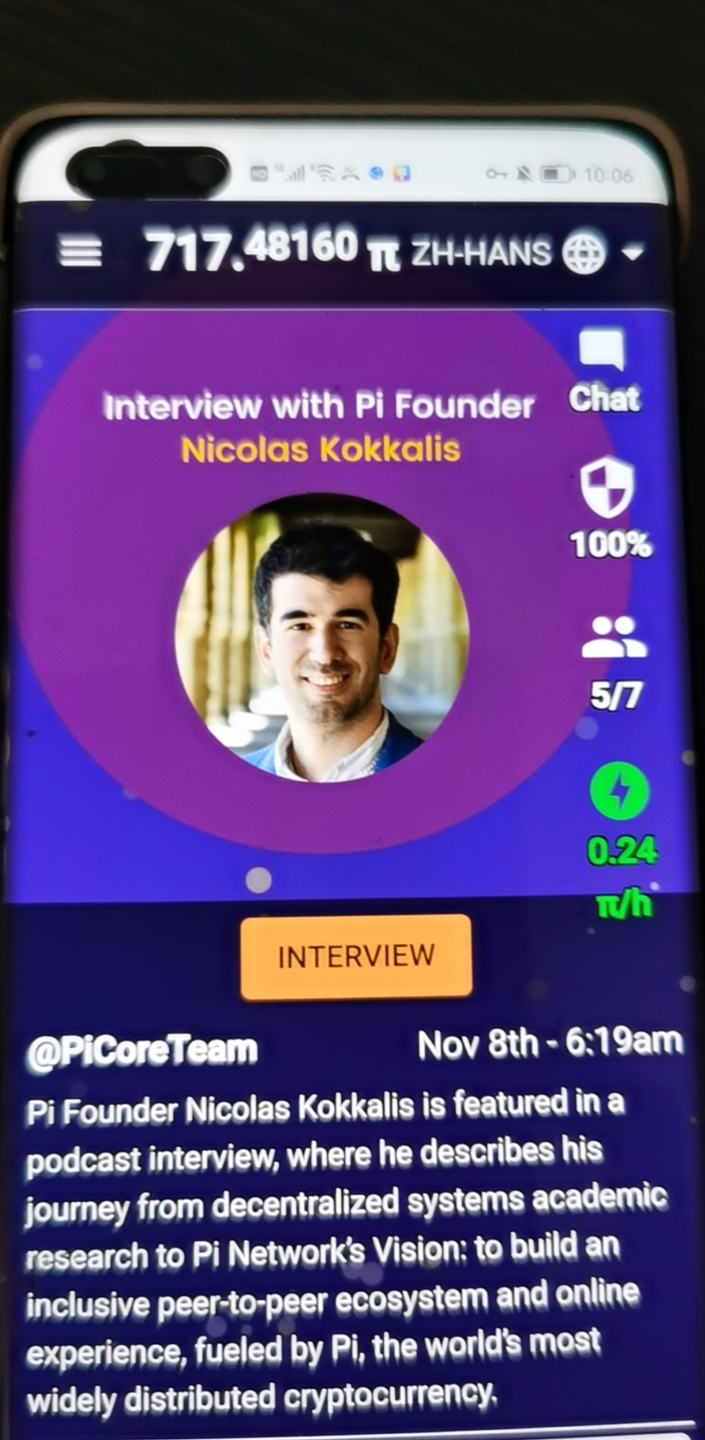 HD 10:06
717.48160 π ZH-HANS
Interview with Pi Founder
Nicolas Kokkalis
Chat
100%
5/7
0.24
π/h
INTERVIEW
@PiCoreTeam Nov 8th - 6:19am
Pi Founder Nicolas Kokkalis is featured in a
podcast interview, where he describes his
journey from decentralized systems academic
research to Pi Network's Vision: to build an
inclusive peer-to-peer ecosystem and online
experience, fueled by Pi, the world's most
widely distributed cryptocurrency.